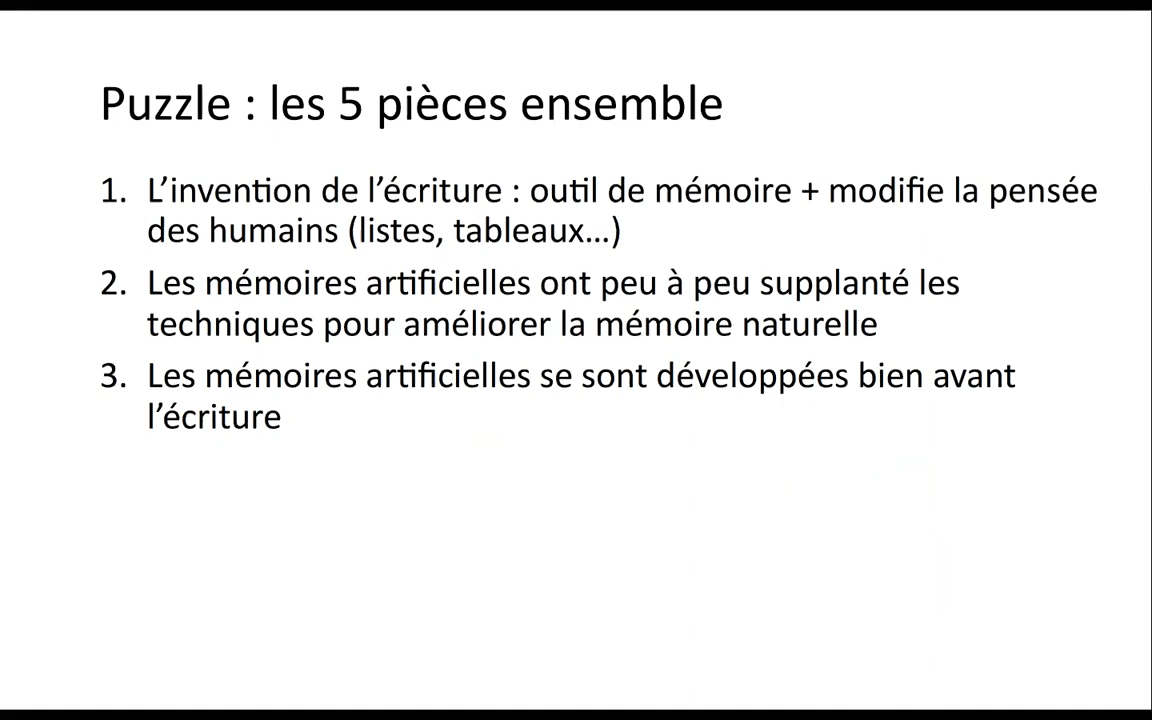 Puzzle : les 5 pièces ensemble
1. L’invention de l’écriture : outil de mémoire + modifie la pensée
des humains (listes, tableaux…)
2. Les mémoires artificielles ont peu à peu supplanté les
techniques pour améliorer la mémoire naturelle
3. Les mémoires artificielles se sont développées bien avant
l’écriture